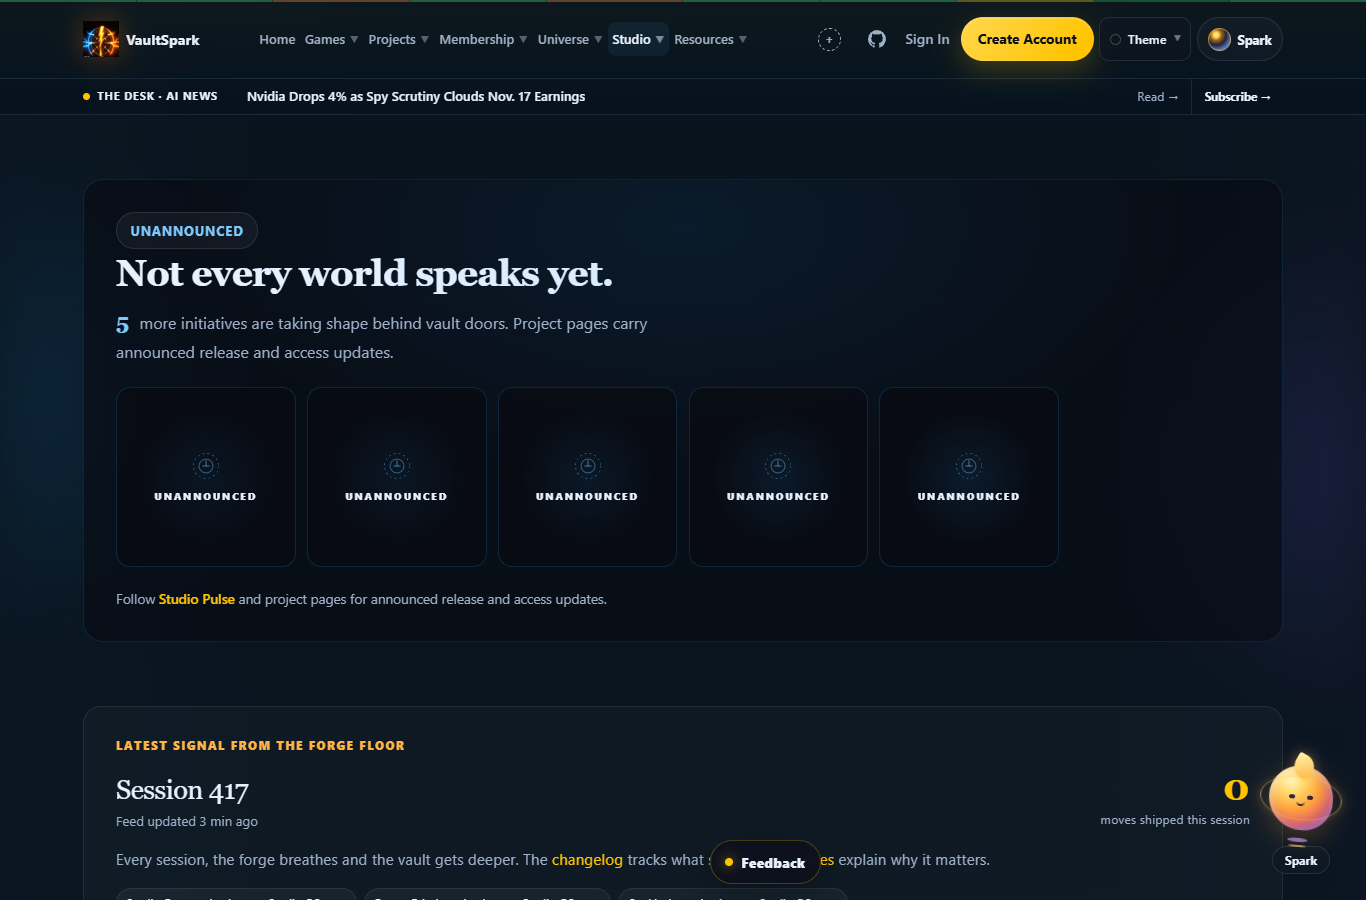 VaultSpark
Home Games Projects Membership Universe Studio Resources
Sign In
Create Account
Theme
Spark
THE DESK · AI NEWS
Nvidia Drops 4% as Spy Scrutiny Clouds Nov. 17 Earnings
Read →
Subscribe →
UNANNOUNCED
Not every world speaks yet.
5 more initiatives are taking shape behind vault doors. Project pages carry
announced release and access updates.
UNANNOUNCED
UNANNOUNCED
UNANNOUNCED
UNANNOUNCED
UNANNOUNCED
Follow Studio Pulse and project pages for announced release and access updates.
LATEST SIGNAL FROM THE FORGE FLOOR
Session 417
0
Feed updated 3 min ago
moves shipped this session
Every session, the forge breathes and the vault gets deeper. The changelog tracks what
explain why it matters.
Feedback
Spark